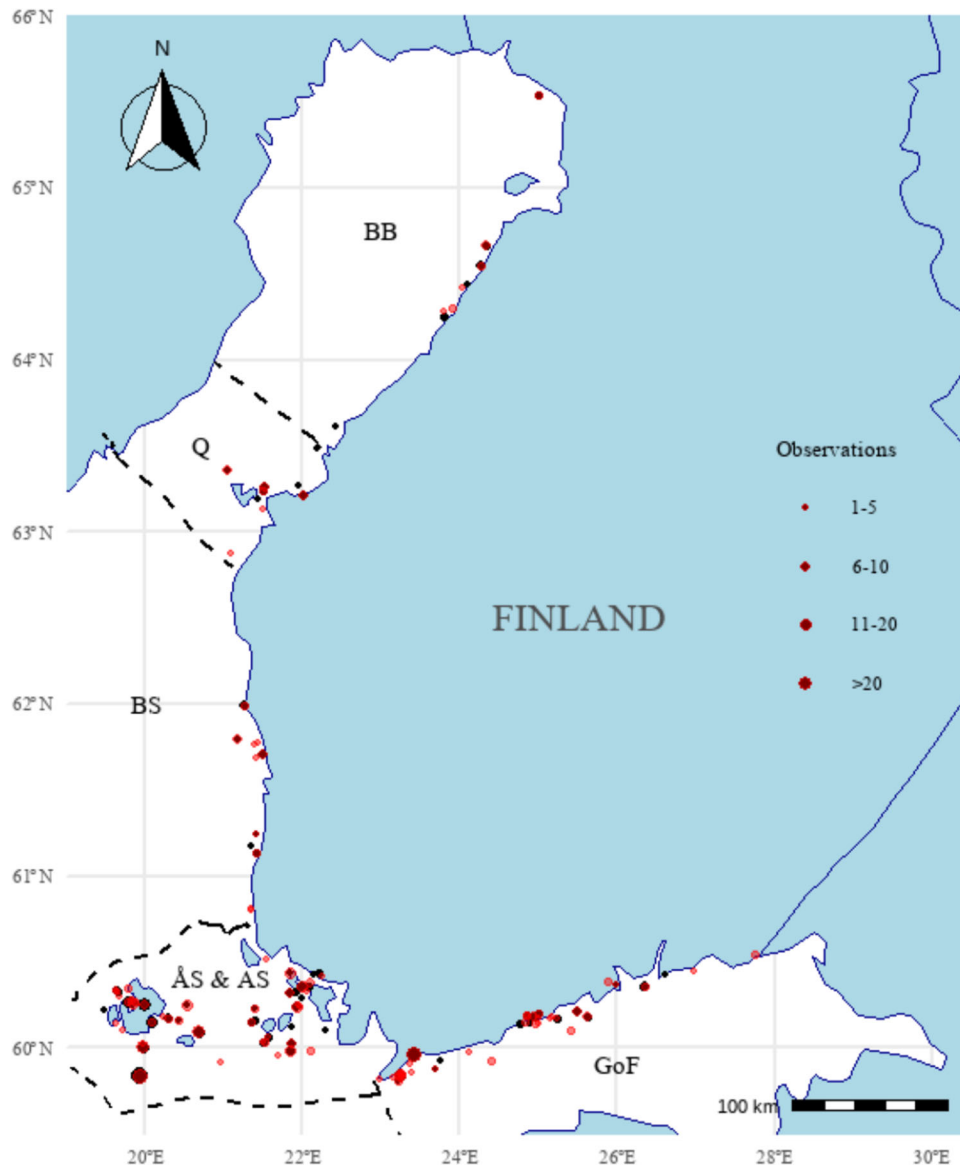 66°N
N
65°N
BB
64°N
Q
Observations
1-5
63°N
6-10
FINLAND
11-20
>20
62°N
BS
61°N
ÅS & AS
60°N
GoF
100 km
20°E 22°E 24°E 26°E 28°E 30°E